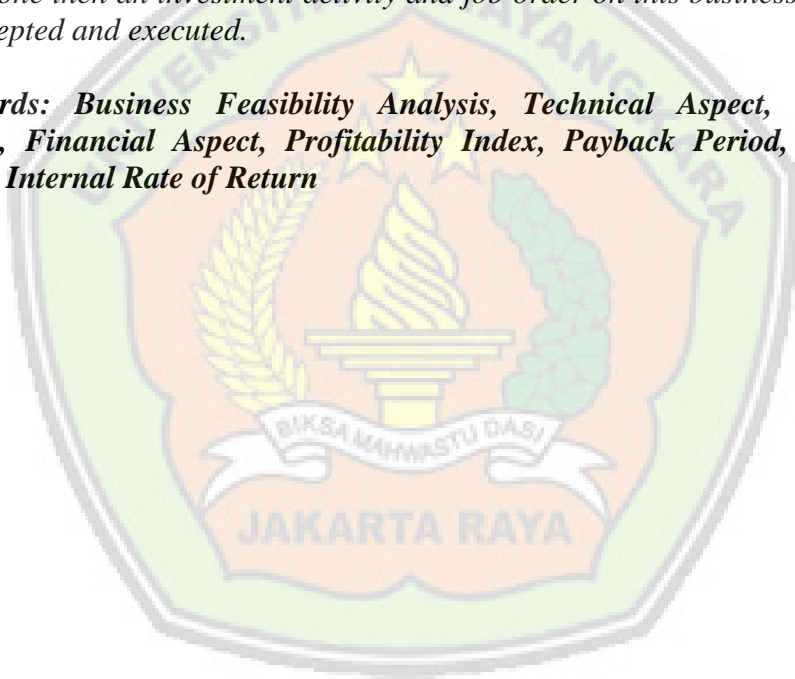 one then an investment activity and job order on this business
epted and executed.
rds: Business Feasibility Analysis, Technical Aspect,
, Financial Aspect, Profitability Index, Payback Period,
Internal Rate of Return
BIKSA MAHWASTU DASI
JAKARTA RAYA